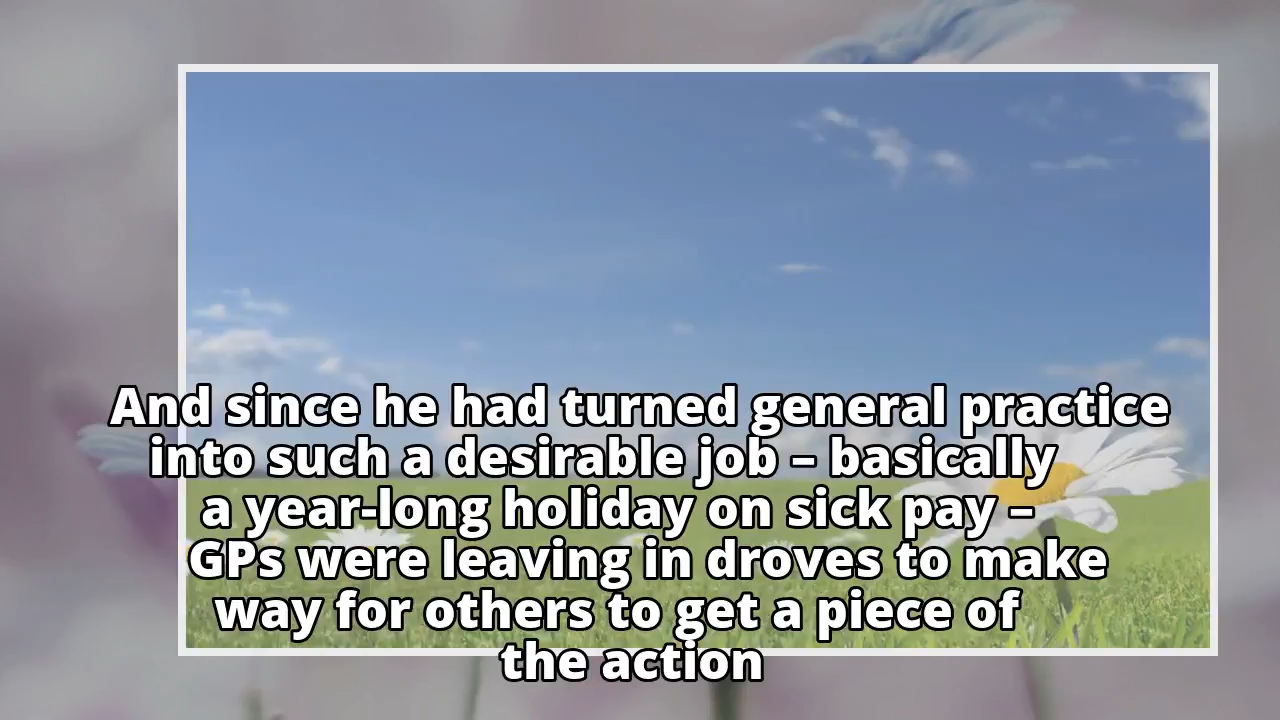 And since he had turned general practice
into such a desirable job – basically
a year-long holiday on sick pay –
GPs were leaving in droves to make
way for others to get a piece of
the action